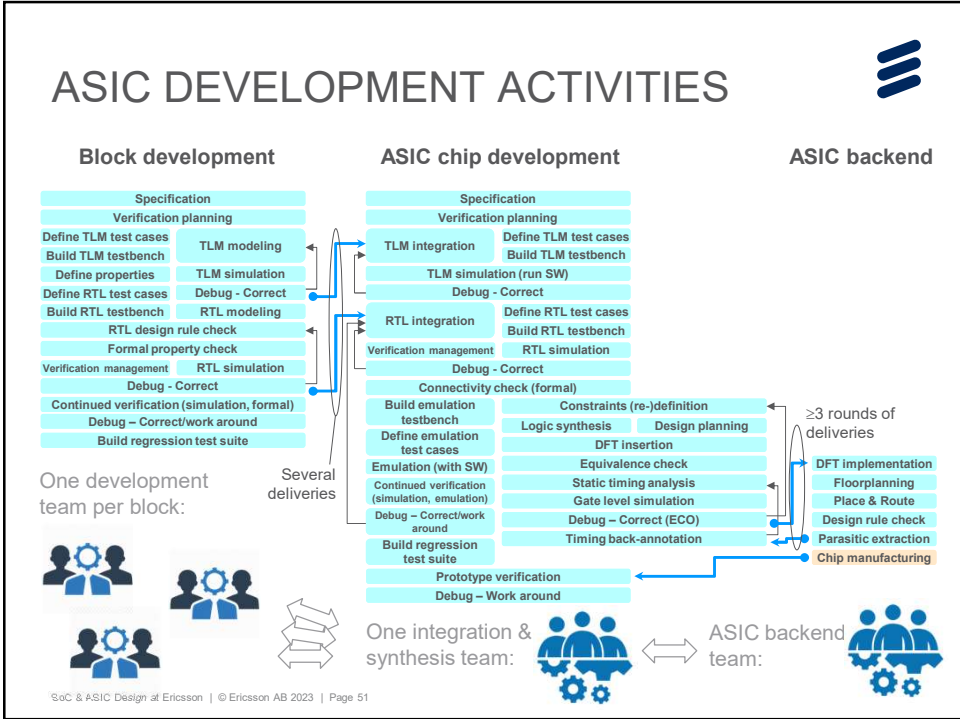 ASIC DEVELOPMENT ACTIVITIES
Block development
Specification
Verification planning
Define TLM test cases
Build TLM testbench
TLM modeling
Define properties
TLM simulation
Define RTL test cases
Debug - Correct
Build RTL testbench
RTL modeling
RTL design rule check
Formal property check
Verification management
RTL simulation
Debug - Correct
Continued verification (simulation, formal)
Debug – Correct/work around
Build regression test suite
One development
team per block:
Several
deliveries
ASIC chip development
Specification
Verification planning
TLM integration
Define TLM test cases
Build TLM testbench
TLM simulation (run SW)
Debug - Correct
RTL integration
Define RTL test cases
Build RTL testbench
Verification management
RTL simulation
Debug - Correct
Connectivity check (formal)
Build emulation
testbench
Define emulation
test cases
Emulation (with SW)
Continued verification
(simulation, emulation)
Debug – Correct/work
around
Build regression
test suite
Constraints (re-)definition
Logic synthesis
Design planning
DFT insertion
Equivalence check
Static timing analysis
Gate level simulation
Debug – Correct (ECO)
Timing back-annotation
Prototype verification
Debug – Work around
One integration &
synthesis team:
ASIC backend
≥3 rounds of
deliveries
DFT implementation
Floorplanning
Place & Route
Design rule check
Parasitic extraction
Chip manufacturing
ASIC backend
team:
SoC & ASIC Design at Ericsson | © Ericsson AB 2023 | Page 51